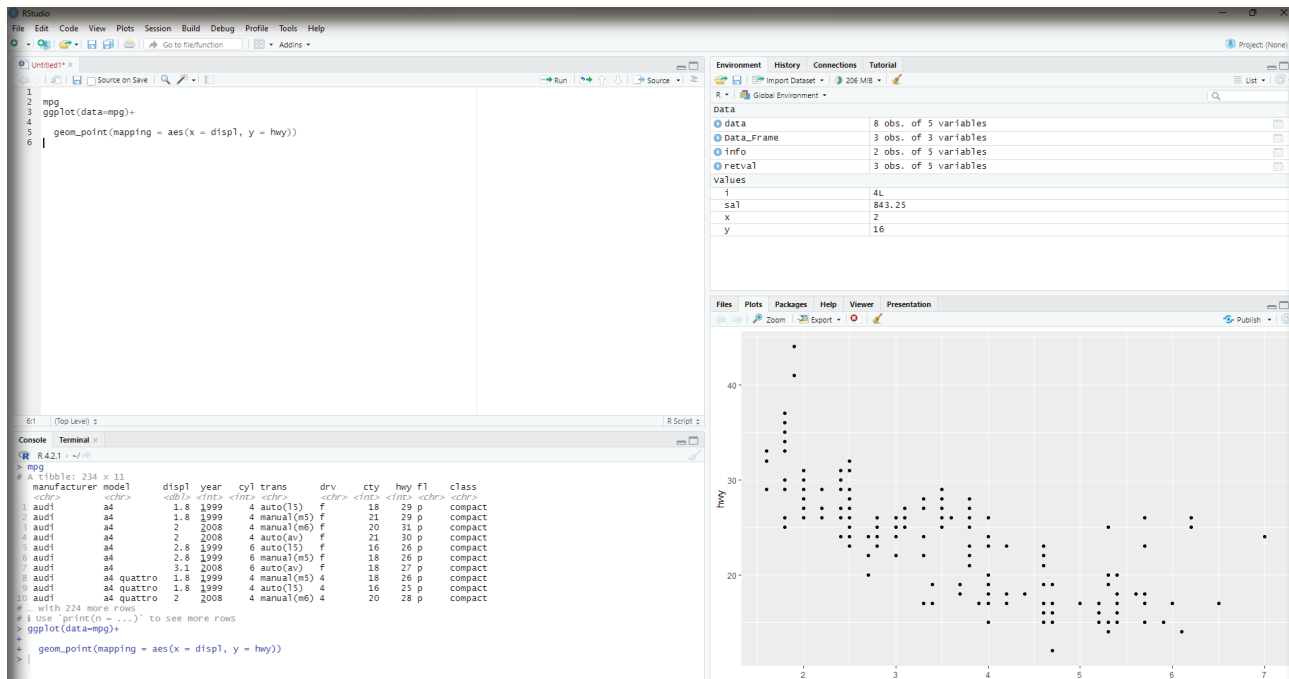 RStudio
File Edit Code View Plots Session Build Debug Profile Tools Help
Go to file/function Addins
Project: (None)
Untitled1*
Source on Save Run Source
1
2 mpg
3 ggplot(data=mpg)+
4
5 geom_point(mapping = aes(x = displ, y = hwy))
6
6:1 (Top Level) R Script
Console Terminal
R R 4.2.1 · ~/
> mpg
# A tibble: 234 × 11
manufacturer model displ year cyl trans drv cty hwy fl class
<chr> <chr> <dbl> <int> <int> <chr> <chr> <int> <int> <chr> <chr>
1 audi a4 1.8 1999 4 auto(l5) f 18 29 p compact
2 audi a4 1.8 1999 4 manual(m5) f 21 29 p compact
3 audi a4 2 2008 4 manual(m6) f 20 31 p compact
4 audi a4 2 2008 4 auto(av) f 21 30 p compact
5 audi a4 2.8 1999 6 auto(l5) f 16 26 p compact
6 audi a4 2.8 1999 6 manual(m5) f 18 26 p compact
7 audi a4 3.1 2008 6 auto(av) f 18 27 p compact
8 audi a4 quattro 1.8 1999 4 manual(m5) 4 18 26 p compact
9 audi a4 quattro 1.8 1999 4 auto(l5) 4 16 25 p compact
10 audi a4 quattro 2 2008 4 manual(m6) 4 20 28 p compact
# … with 224 more rows
# ℹ Use `print(n = ...)` to see more rows
> ggplot(data=mpg)+
+
+ geom_point(mapping = aes(x = displ, y = hwy))
>
Environment History Connections Tutorial
Import Dataset 206 MiB List
R Global Environment
Data
data 8 obs. of 5 variables
Data_Frame 3 obs. of 3 variables
info 2 obs. of 5 variables
retval 3 obs. of 5 variables
Values
i 4L
sal 843.25
x 2
y 16
Files Plots Packages Help Viewer Presentation
Zoom Export Publish
40
30
20
hwy
2 3 4 5 6 7